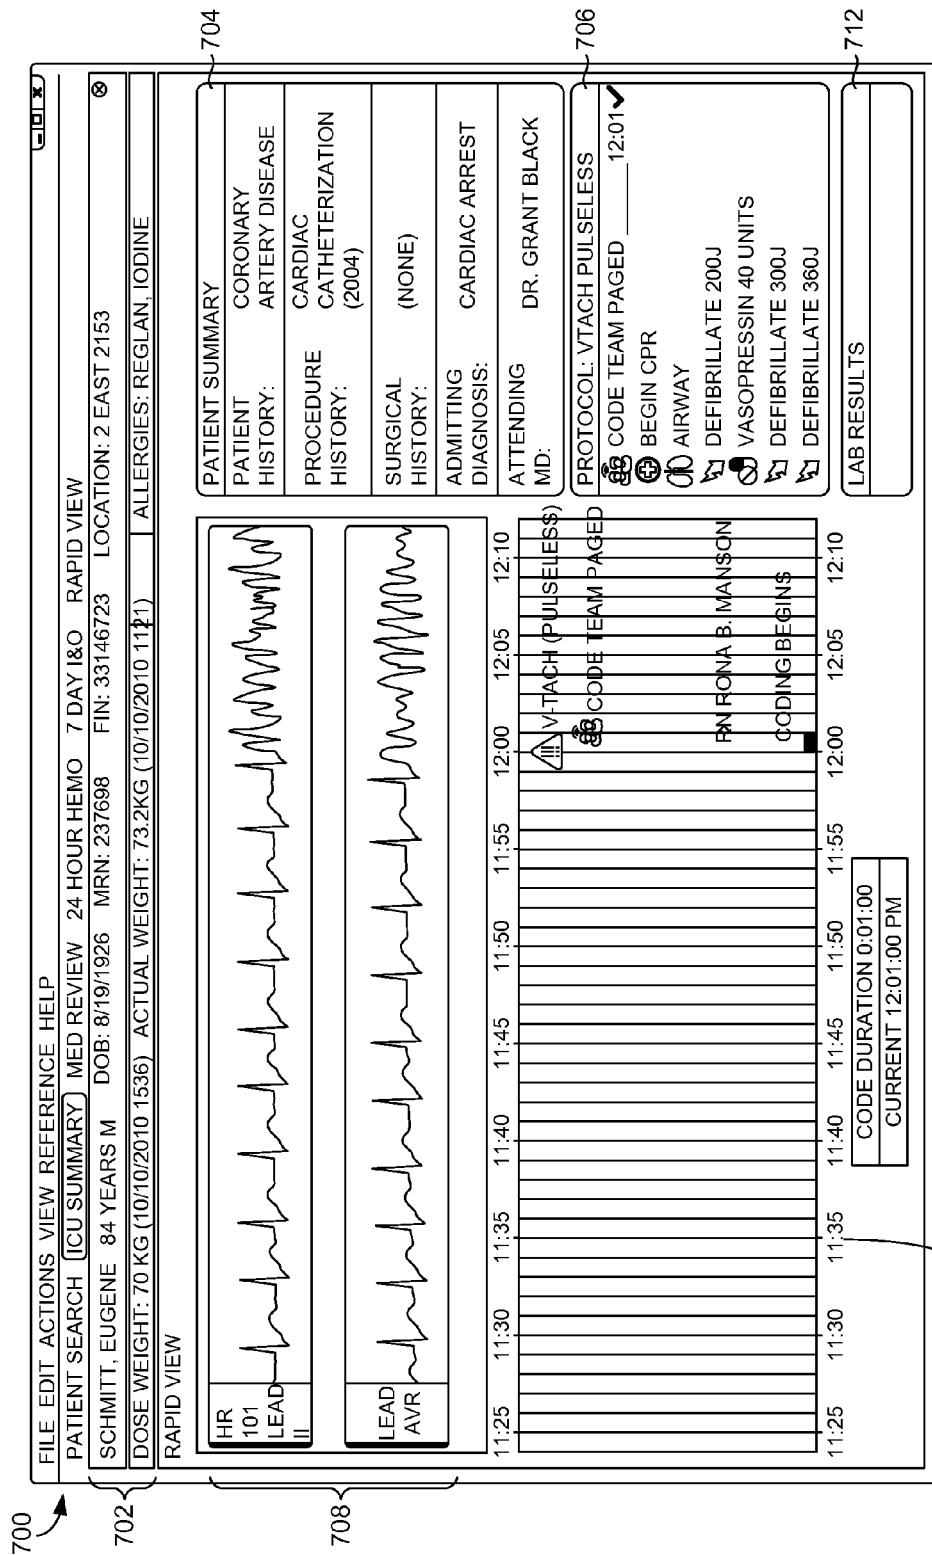 700
FILE EDIT ACTIONS VIEW REFERENCE HELP
PATIENT SEARCH ICU SUMMARY MED REVIEW 24 HOUR HEMO 7 DAY I&O RAPID VIEW
702
SCHMITT, EUGENE 84 YEARS M DOB: 8/19/1926 MRN: 237698 FIN: 33146723 LOCATION: 2 EAST 2153
DOSE WEIGHT: 70 KG (10/10/2010 1536) ACTUAL WEIGHT: 73.2KG (10/10/2010 1121) ALLERGIES: REGLAN, IODINE
RAPID VIEW
708
HR
101
LEAD
II
LEAD
AVR
704
PATIENT SUMMARY
PATIENT HISTORY: CORONARY ARTERY DISEASE
PROCEDURE HISTORY: CARDIAC CATHETERIZATION (2004)
SURGICAL HISTORY: (NONE)
ADMITTING DIAGNOSIS: CARDIAC ARREST
ATTENDING MD: DR. GRANT BLACK
11:25 11:30 11:35 11:40 11:45 11:50 11:55 12:00 12:05 12:10
V-TACH (PULSELESS)
CODE TEAM PAGED
RN RONA B. MANSON
CODING BEGINS
11:25 11:30 11:35 11:40 11:45 11:50 11:55 12:00 12:05 12:10
CODE DURATION 0:01:00
CURRENT 12:01:00 PM
706
PROTOCOL: VTACH PULSELESS
CODE TEAM PAGED ______ 12:01
BEGIN CPR
AIRWAY
DEFIBRILLATE 200J
VASOPRESSIN 40 UNITS
DEFIBRILLATE 300J
DEFIBRILLATE 360J
712
LAB RESULTS